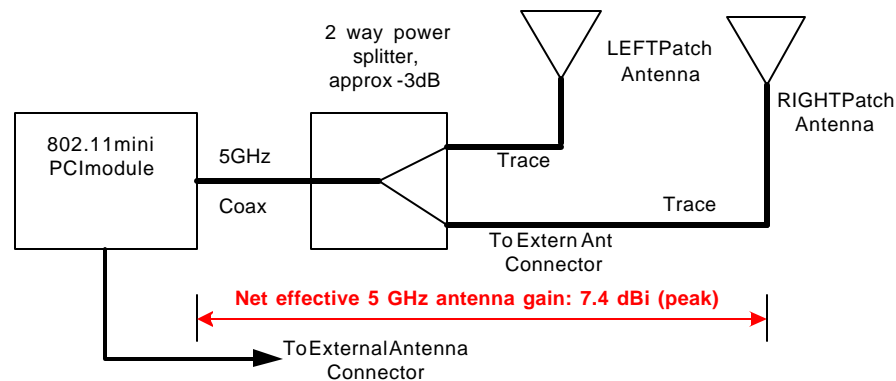 2 way power
splitter,
approx -3dB
LEFTPatch
Antenna
RIGHTPatch
Antenna
802.11mini
PCImodule
5GHz
Coax
Trace
Trace
To Extern Ant
Connector
Net effective 5 GHz antenna gain: 7.4 dBi (peak)
ToExternalAntenna
Connector